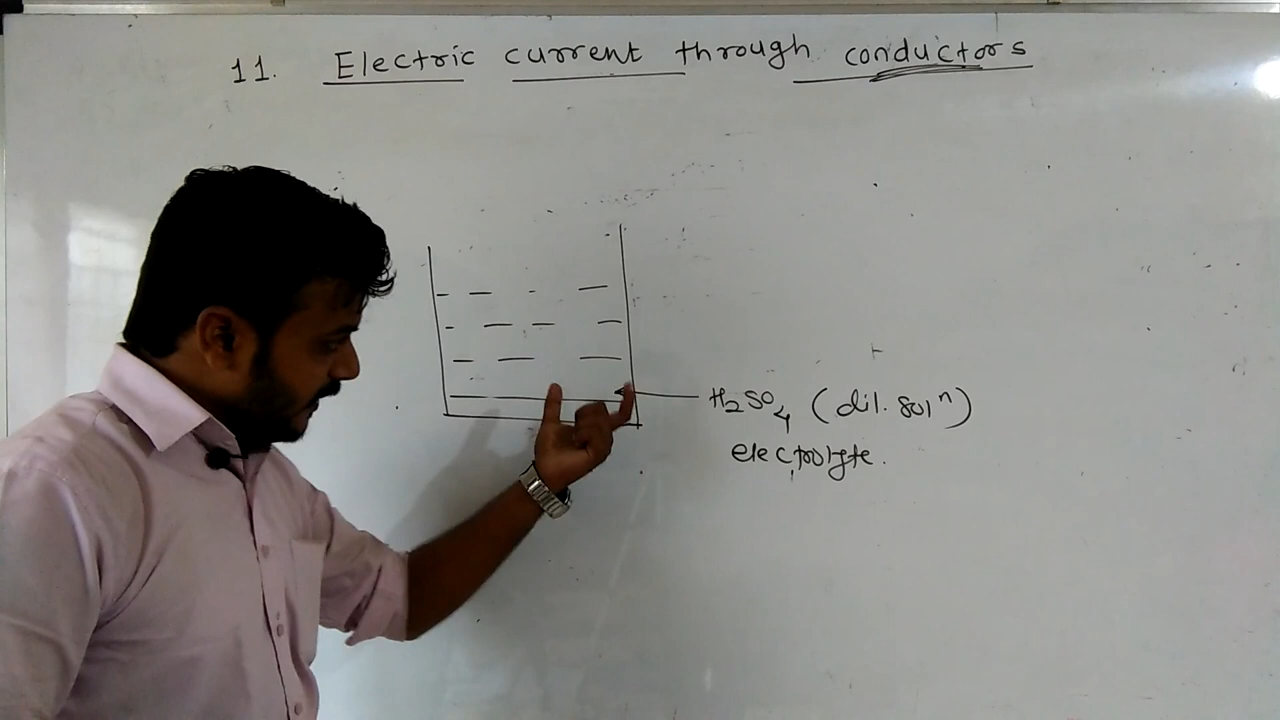 11. Electric current through conductors
H₂SO₄ (dil. solⁿ)
electrolyte.